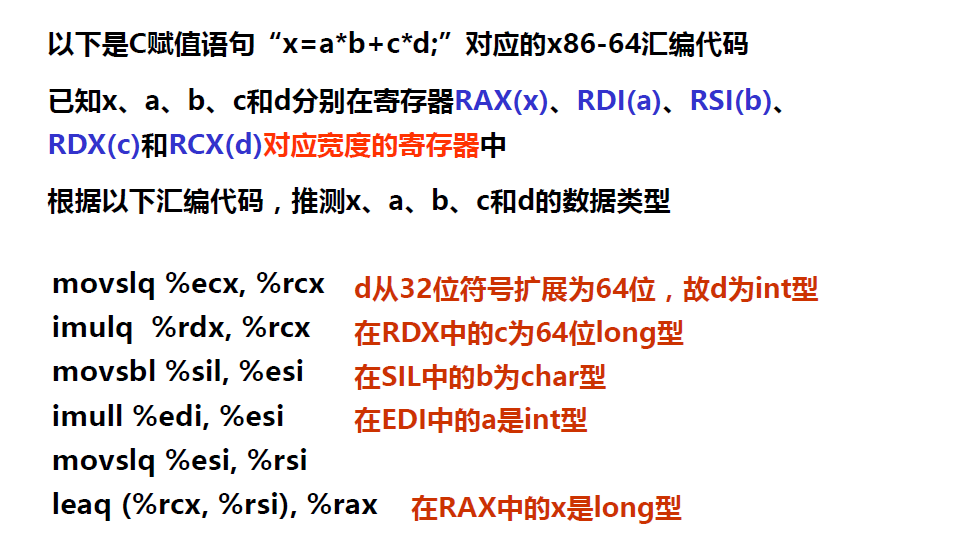 以下是C赋值语句“x=a*b+c*d;”对应的x86-64汇编代码
已知x、a、b、c和d分别在寄存器RAX(x)、RDI(a)、RSI(b)、
RDX(c)和RCX(d)对应宽度的寄存器中
根据以下汇编代码，推测x、a、b、c和d的数据类型
movslq %ecx, %rcx d从32位符号扩展为64位，故d为int型
imulq %rdx, %rcx 在RDX中的c为64位long型
movsbl %sil, %esi 在SIL中的b为char型
imull %edi, %esi 在EDI中的a是int型
movslq %esi, %rsi
leaq (%rcx, %rsi), %rax 在RAX中的x是long型